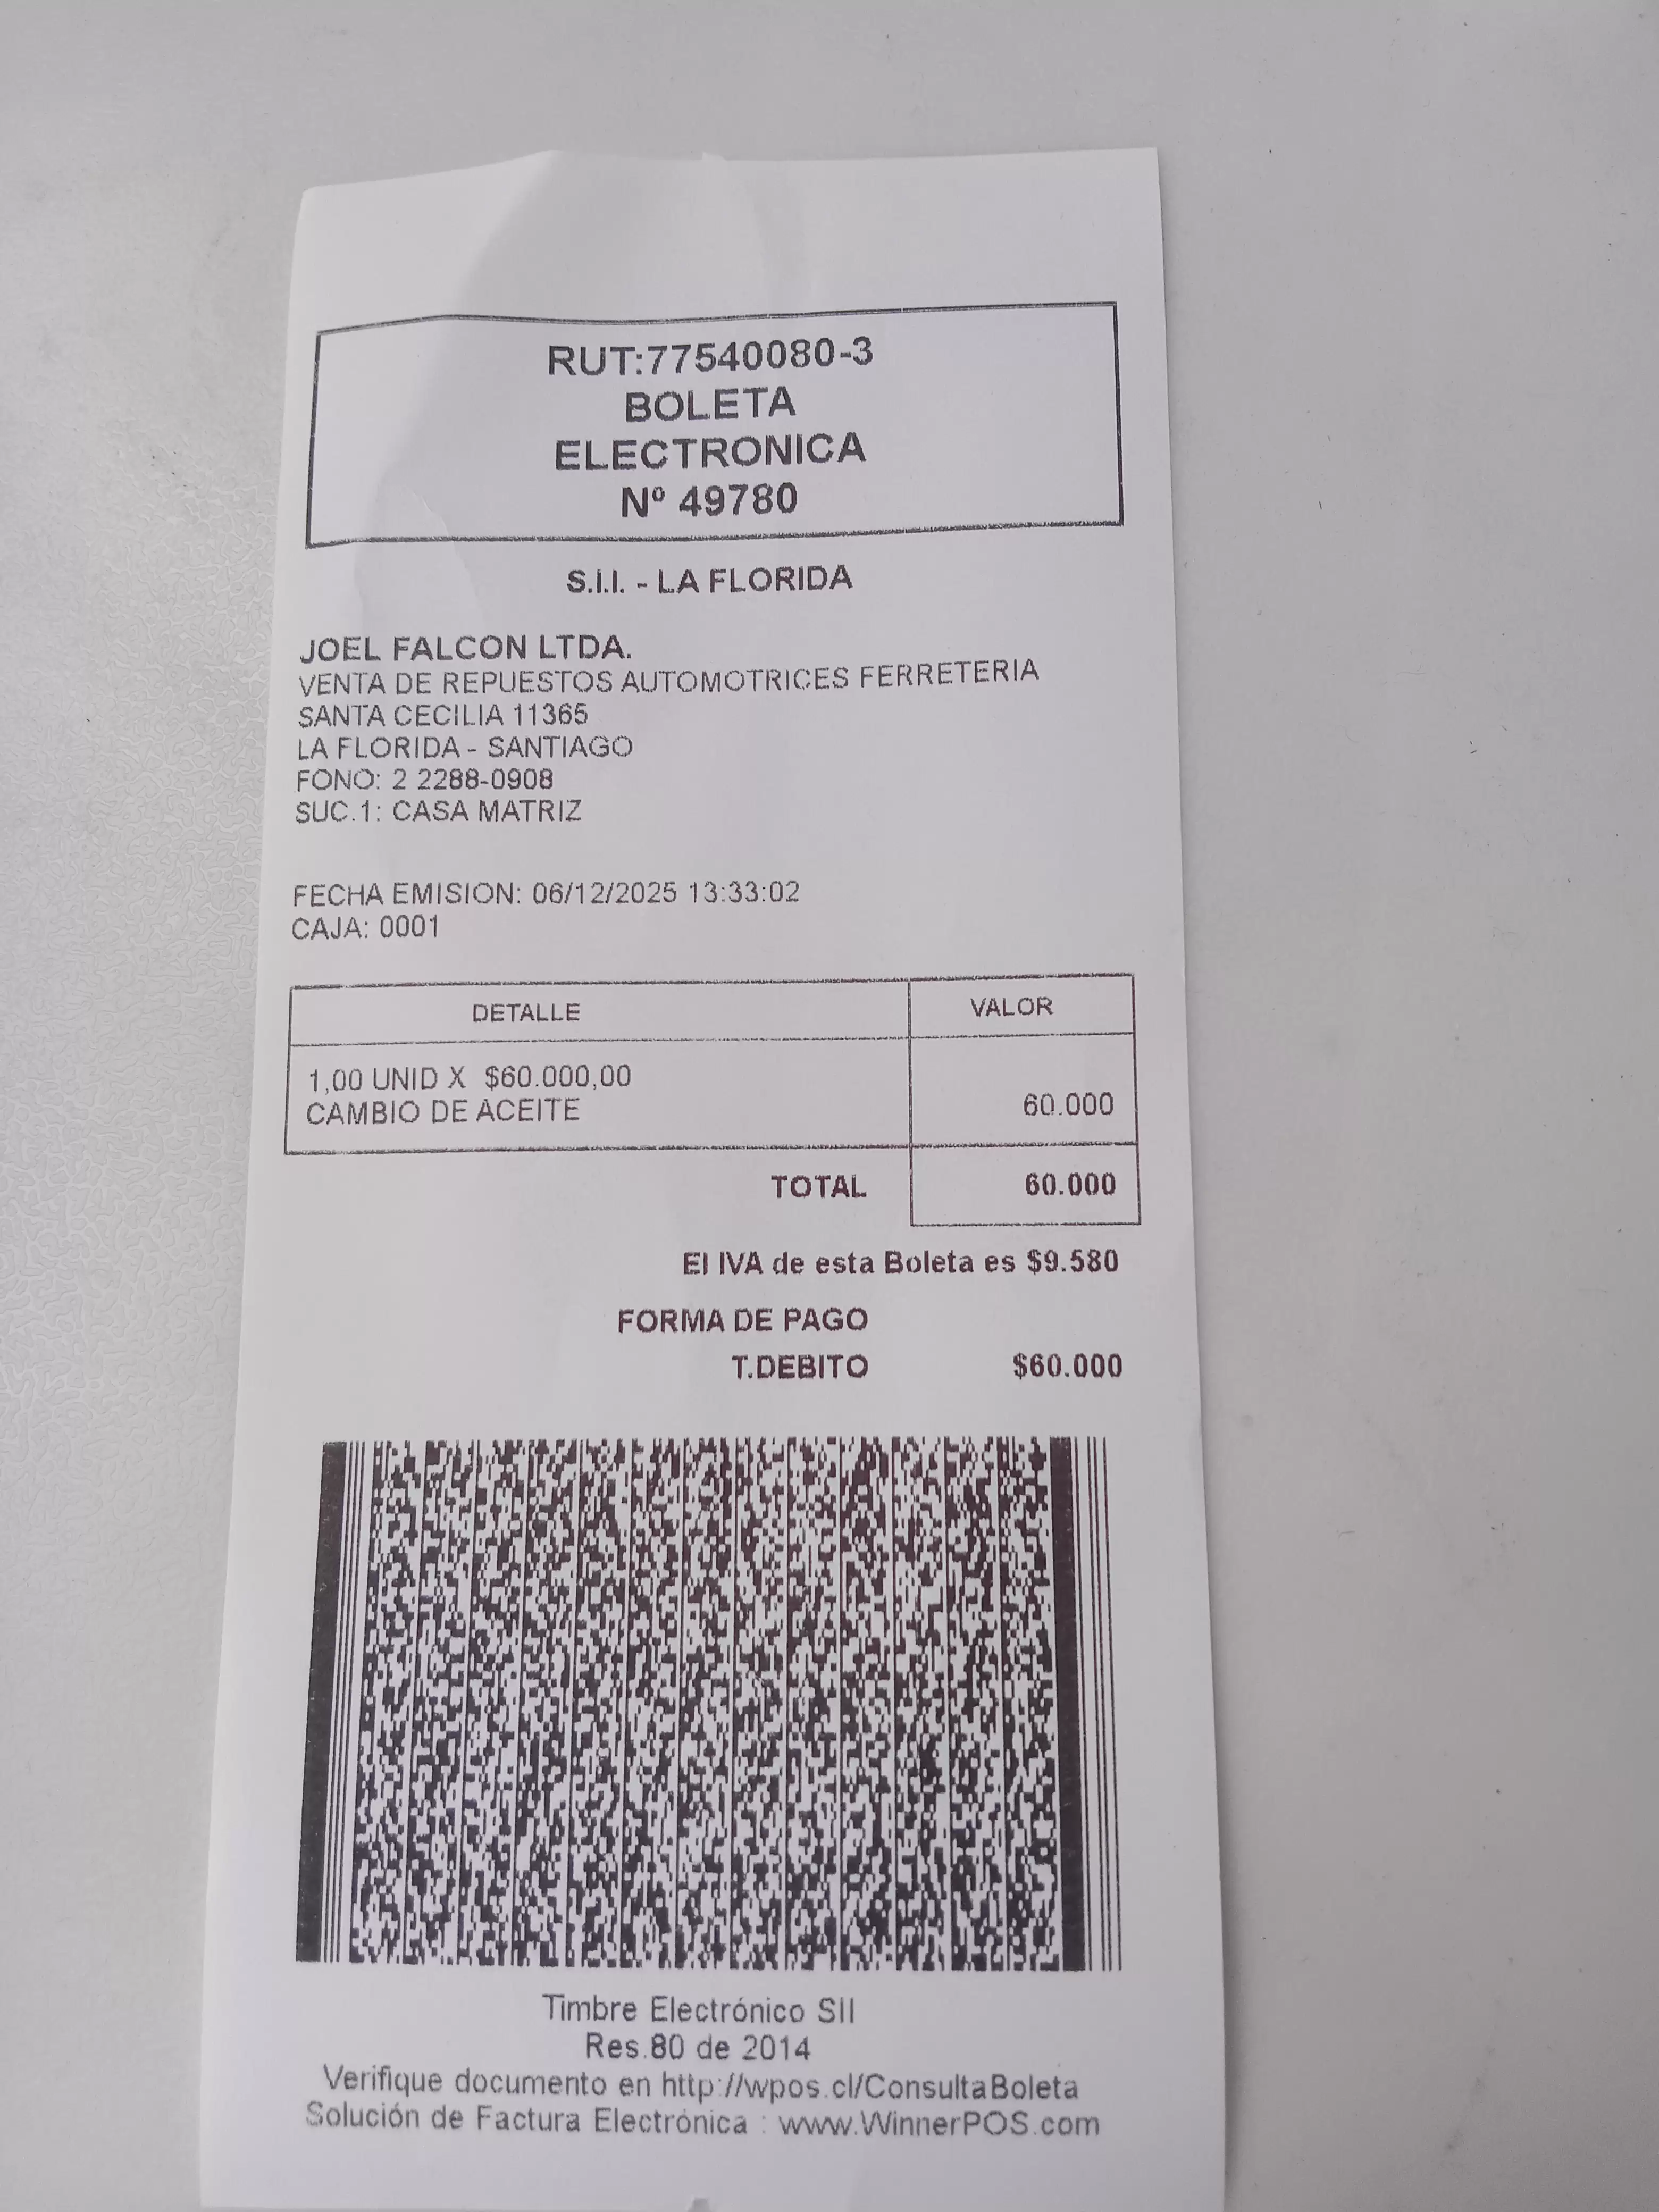 RUT:77540080-3
BOLETA
ELECTRONICA
Nº 49780
S.I.I. - LA FLORIDA
JOEL FALCON LTDA.
VENTA DE REPUESTOS AUTOMOTRICES FERRETERIA
SANTA CECILIA 11365
LA FLORIDA - SANTIAGO
FONO: 2 2288-0908
SUC.1: CASA MATRIZ
FECHA EMISION: 06/12/2025 13:33:02
CAJA: 0001
DETALLE VALOR
1,00 UNID X $60.000,00
CAMBIO DE ACEITE 60.000
TOTAL 60.000
El IVA de esta Boleta es $9.580
FORMA DE PAGO
T.DEBITO $60.000
Timbre Electrónico SII
Res.80 de 2014
Verifique documento en http://wpos.cl/ConsultaBoleta
Solución de Factura Electrónica : www.WinnerPOS.com